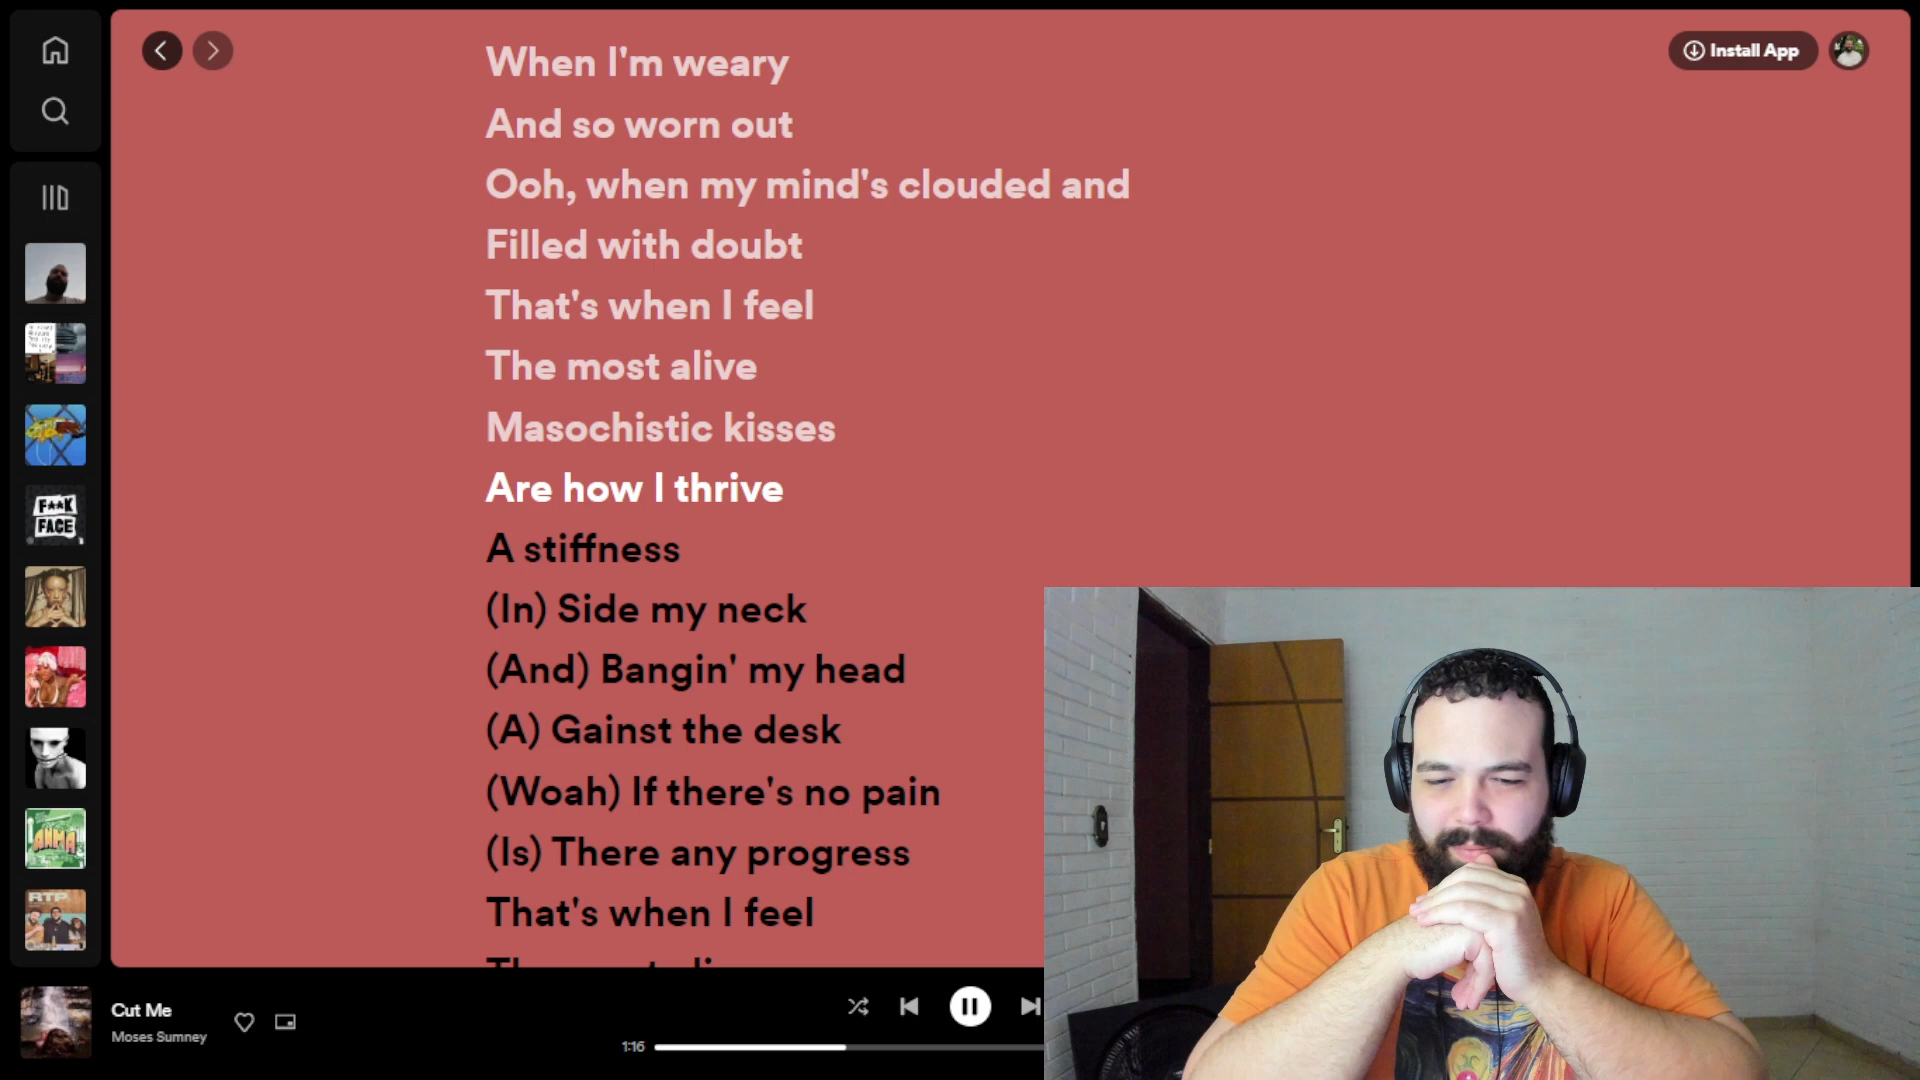 Install App
When I'm weary
And so worn out
Ooh, when my mind's clouded and
Filled with doubt
That's when I feel
The most alive
Masochistic kisses
Are how I thrive
A stiffness
(In) Side my neck
(And) Bangin' my head
(A) Gainst the desk
(Woah) If there's no pain
(Is) There any progress
That's when I feel
F**K
FACE
ANMA
RTP
Cut Me
Moses Sumney
1:16